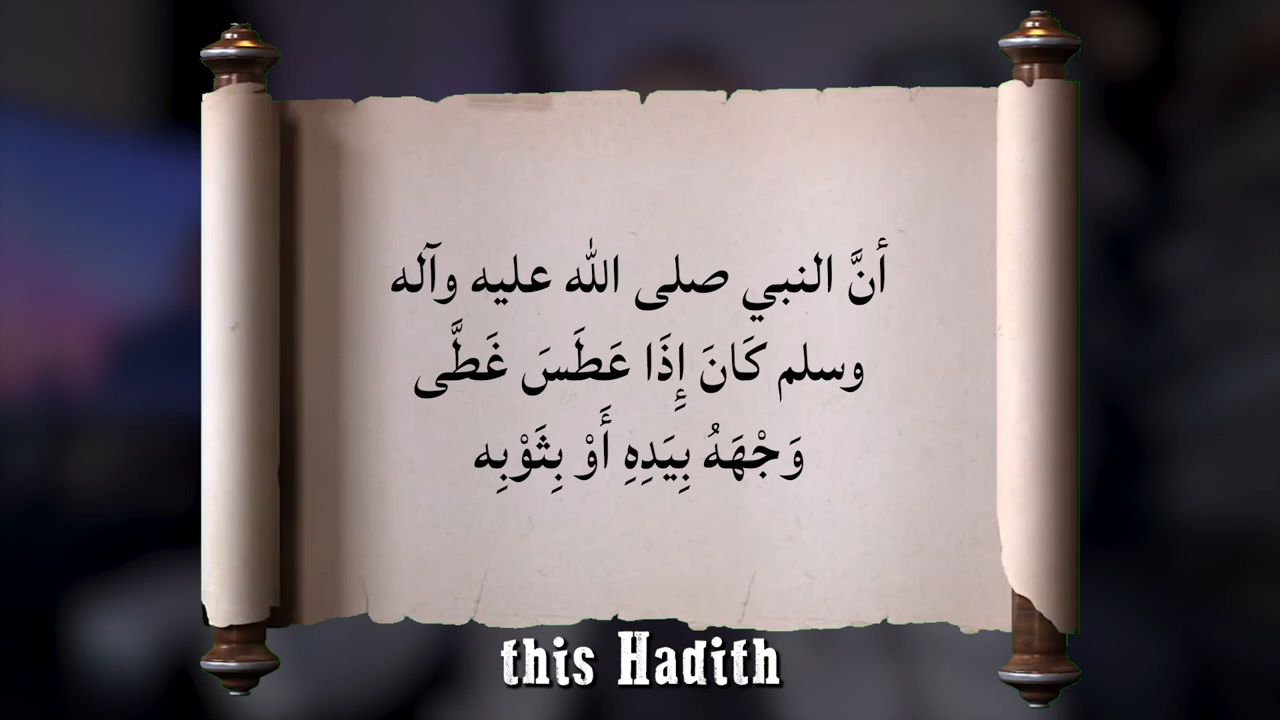 أنَّ النبي صلى الله عليه وآله
وسلم كَانَ إِذَا عَطَسَ غَطَّى
وَجْهَهُ بِيَدِهِ أَوْ بِثَوْبِه
this Hadith